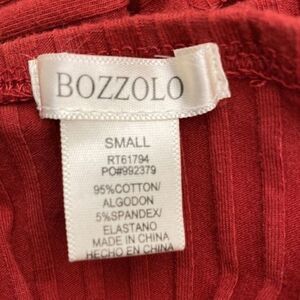 BOZZOLO
SMALL
RT61794
PO#992379
95%COTTON/
ALGODON
5%SPANDEX/
ELASTANO
MADE IN CHINA
HECHO EN CHINA